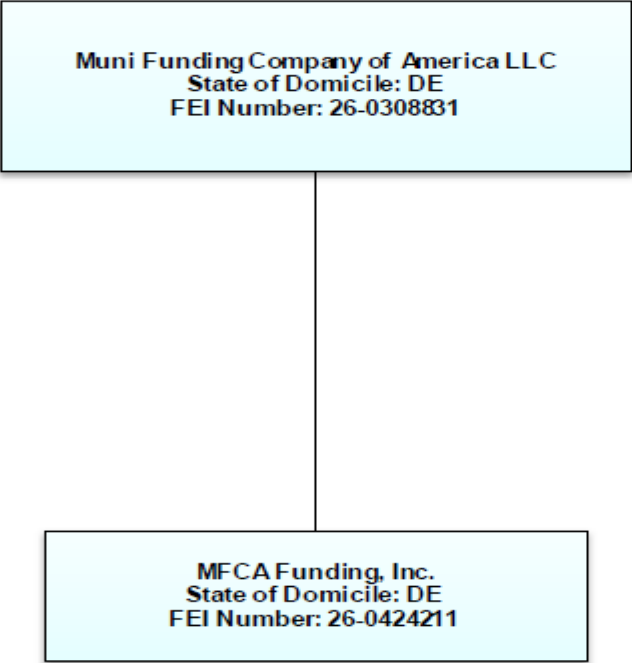 Muni Funding Company of America LLC
State of Domicile: DE
FEI Number: 26-0308831
MFCA Funding, Inc.
State of Domicile: DE
FEI Number: 26-0424211